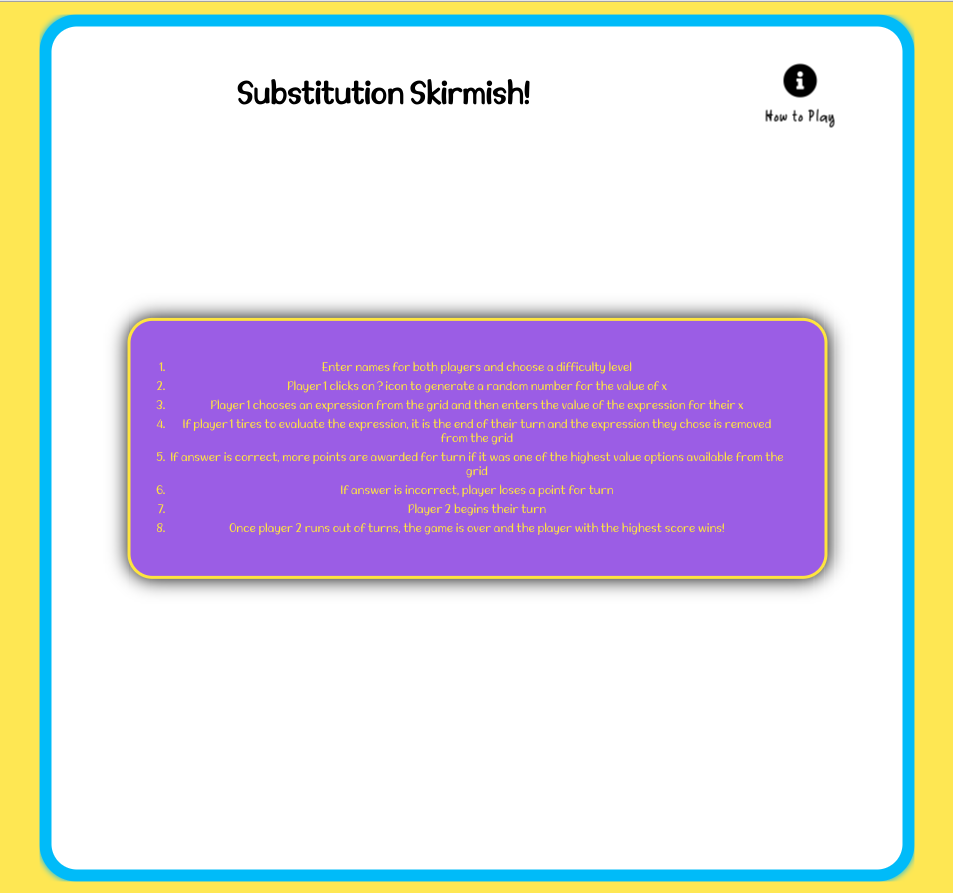 Substitution Skirmish!
How to Play
1. Enter names for both players and choose a difficulty level
2. Player 1 clicks on ? icon to generate a random number for the value of x
3. Player 1 chooses an expression from the grid and then enters the value of the expression for their x
4. If player 1 tires to evaluate the expression, it is the end of their turn and the expression they chose is removed
from the grid
5. If answer is correct, more points are awarded for turn if it was one of the highest value options available from the
grid
6. If answer is incorrect, player loses a point for turn
7. Player 2 begins their turn
8. Once player 2 runs out of turns, the game is over and the player with the highest score wins!